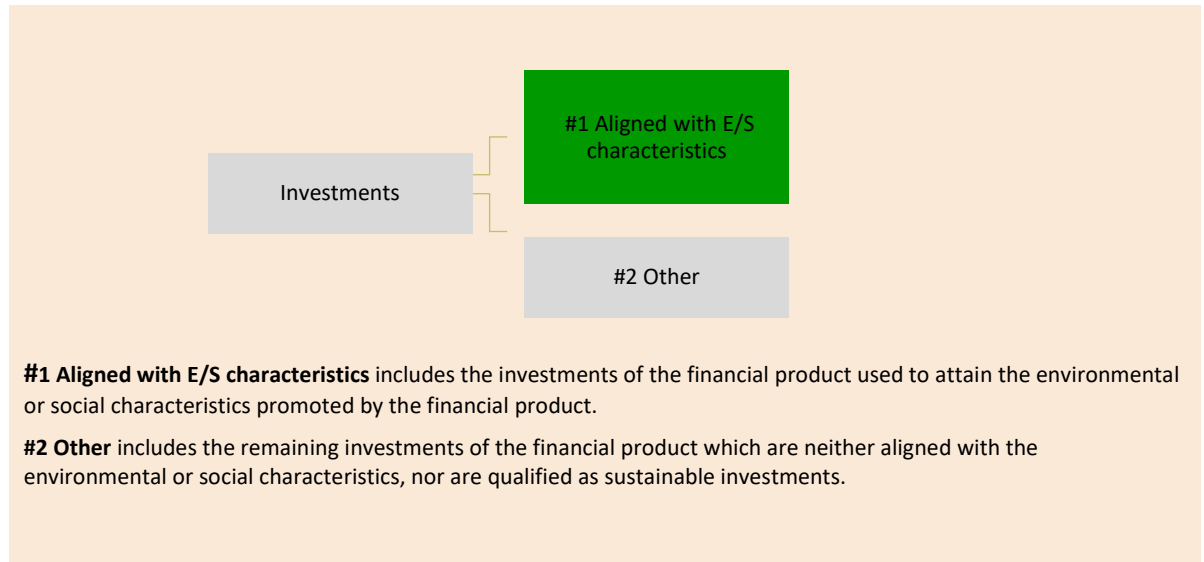 #1 Aligned with E/S
characteristics
Investments
#2 Other
#1 Aligned with E/S characteristics includes the investments of the financial product used to attain the environmental
or social characteristics promoted by the financial product.
#2 Other includes the remaining investments of the financial product which are neither aligned with the
environmental or social characteristics, nor are qualified as sustainable investments.